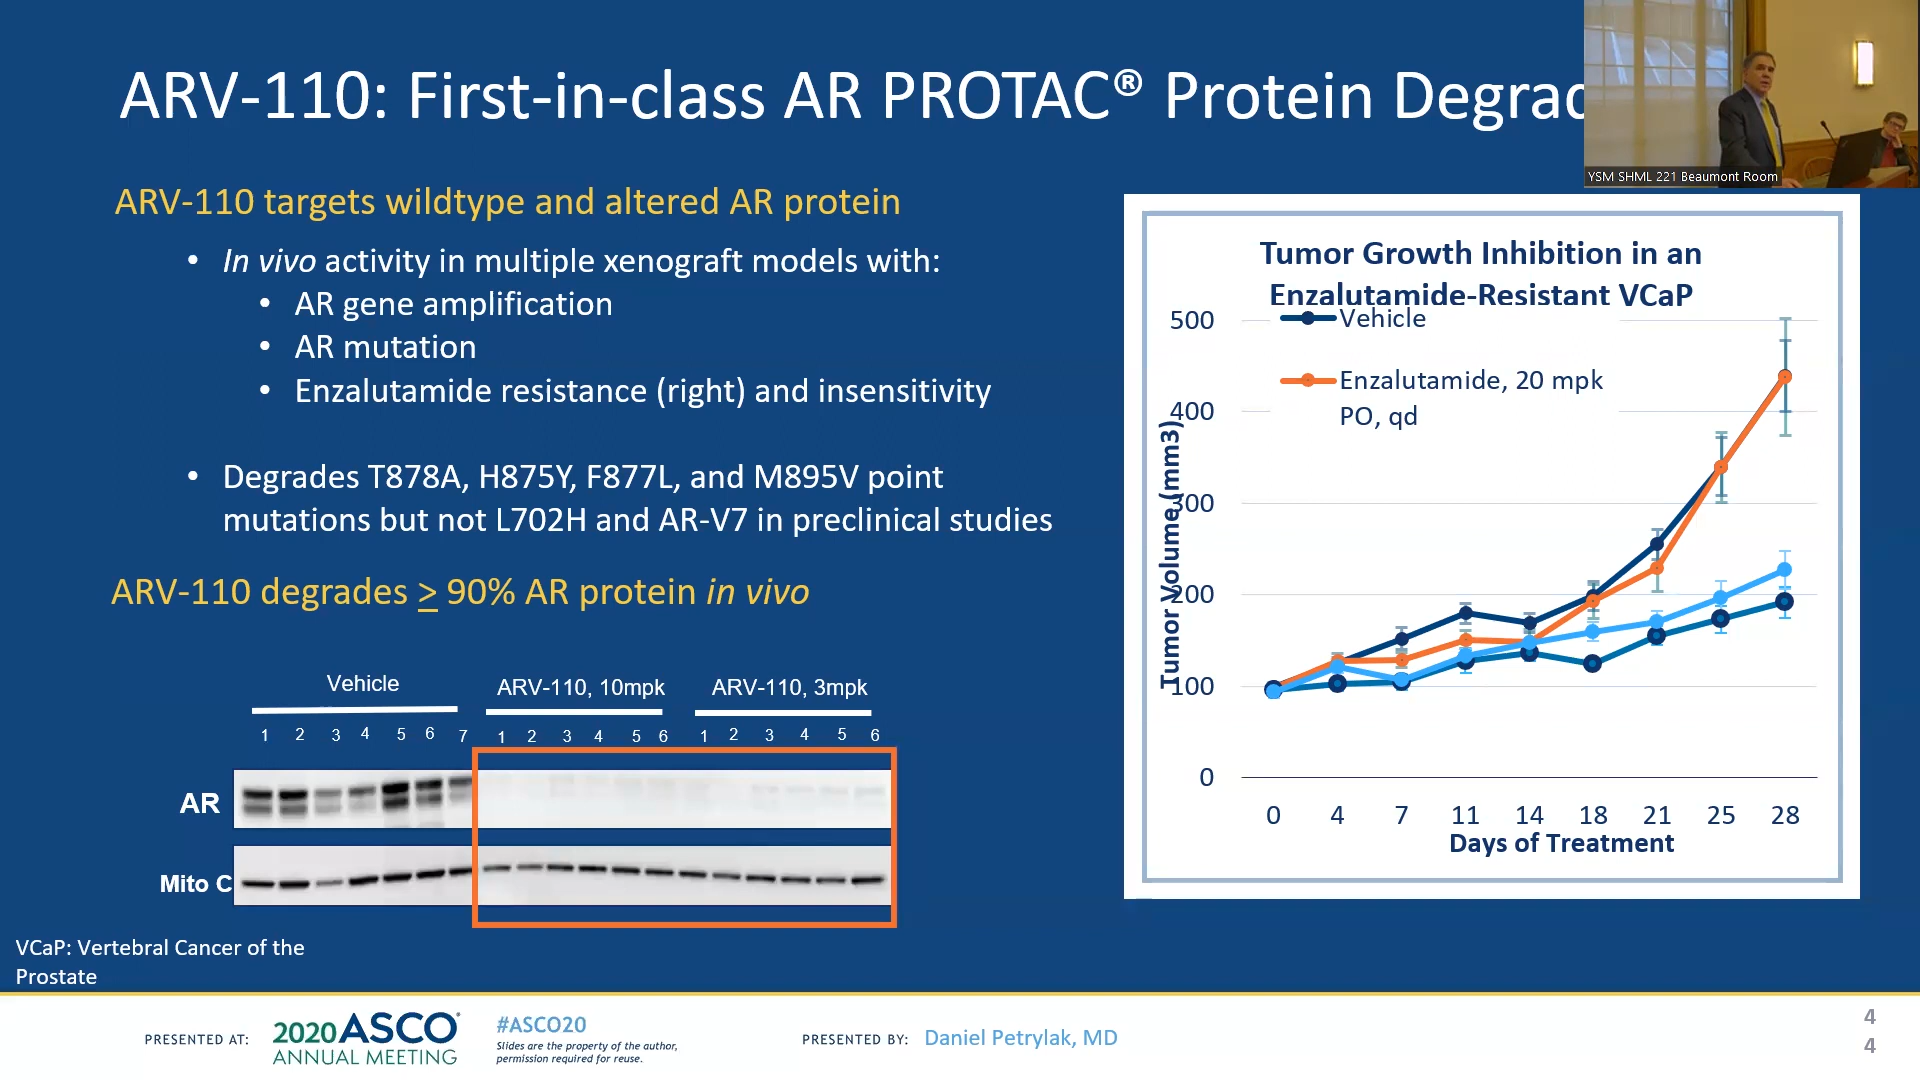 ARV-110: First-in-class AR PROTAC® Protein Degrad
YSM SHML 221 Beaumont Room
ARV-110 targets wildtype and altered AR protein
• In vivo activity in multiple xenograft models with:
• AR gene amplification
• AR mutation
• Enzalutamide resistance (right) and insensitivity
• Degrades T878A, H875Y, F877L, and M895V point
mutations but not L702H and AR-V7 in preclinical studies
ARV-110 degrades > 90% AR protein in vivo
Vehicle
ARV-110, 10mpk
ARV-110, 3mpk
1 2 3 4 5 6 7 1 2 3 4 5 6 1 2 3 4 5 6
AR
Mito C
VCaP: Vertebral Cancer of the
Prostate
Tumor Growth Inhibition in an
Enzalutamide-Resistant VCaP
Vehicle
Enzalutamide, 20 mpk
PO, qd
Tumor Volume (mm3)
500
400
300
200
100
0
0 4 7 11 14 18 21 25 28
Days of Treatment
PRESENTED AT:
2020 ASCO
ANNUAL MEETING
#ASCO20
Slides are the property of the author,
permission required for reuse.
PRESENTED BY: Daniel Petrylak, MD
4
4